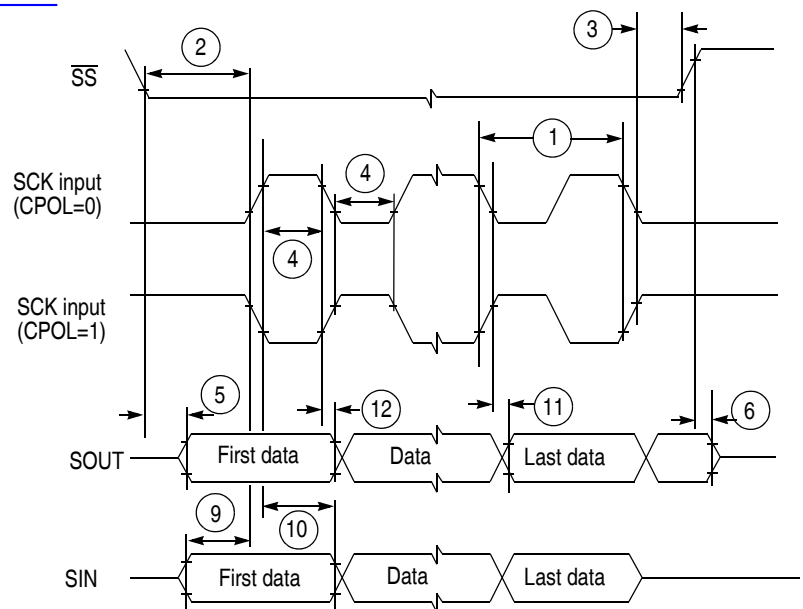 3
2
SS
1
SCK input
(CPOL=0)
4
4
SCK input
(CPOL=1)
5
12
11
6
SOUT
First data
Data
Last data
9
10
SIN
First data
Data
Last data